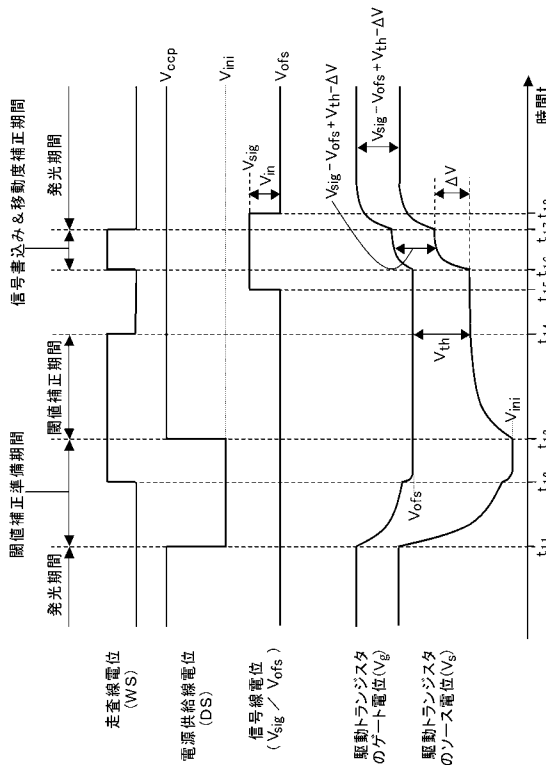 閾値補正準備期間
信号書込み&移動度補正期間
発光期間
閾値補正期間
発光期間
走査線電位
(WS)
電源供給線電位
(DS)
Vccp
Vini
信号線電位
(Vsig / Vofs)
Vsig
Vin
Vofs
Vsig-Vofs+Vth-ΔV
Vsig-Vofs+Vth-ΔV
駆動トランジスタ
のゲート電位(Vg)
Vofs
Vth
ΔV
駆動トランジスタ
のソース電位(Vs)
Vini
t11
t12
t13
t14
t15
t16
t17
t18
時間t